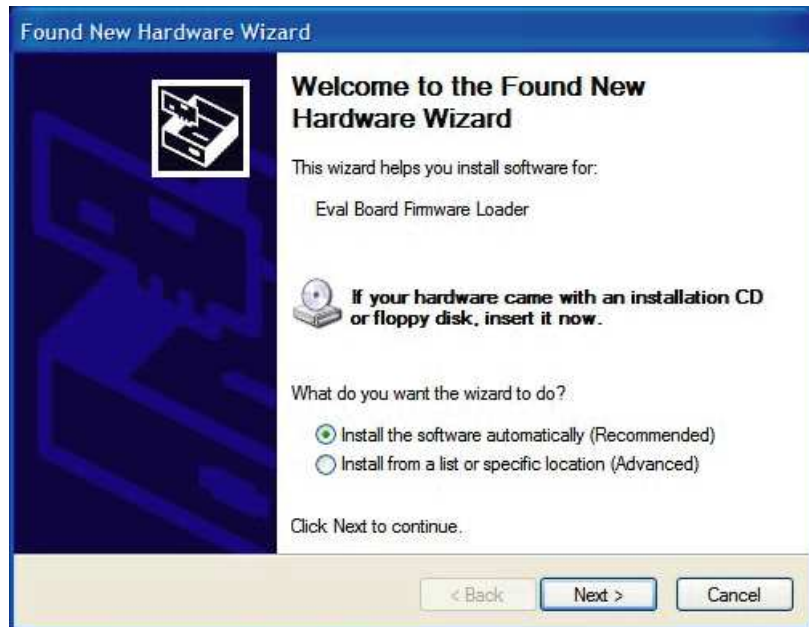 Found New Hardware Wizard
Welcome to the Found New
Hardware Wizard
This wizard helps you install software for:
Eval Board Firmware Loader
If your hardware came with an installation CD
or floppy disk, insert it now.
What do you want the wizard to do?
Install the software automatically (Recommended)
Install from a list or specific location (Advanced)
Click Next to continue.
< Back Next > Cancel